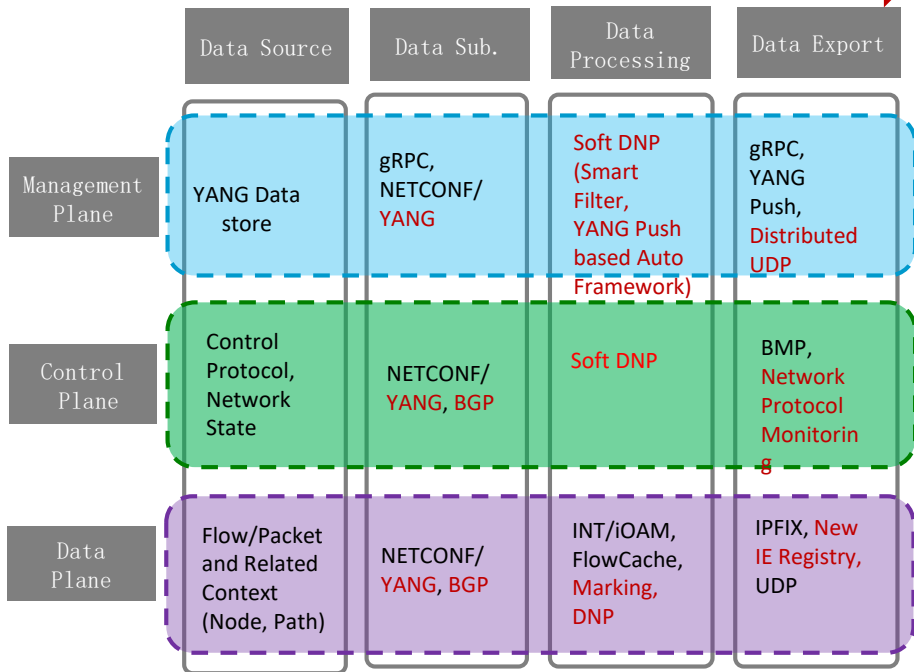 Data Source
Data Sub.
Data
Processing
Data Export
Management
Plane
YANG Data
store
gRPC,
NETCONF/
YANG
Soft DNP
(Smart
Filter,
YANG Push
based Auto
Framework)
gRPC,
YANG
Push,
Distributed
UDP
Control
Plane
Control
Protocol,
Network
State
NETCONF/
YANG, BGP
Soft DNP
BMP,
Network
Protocol
Monitorin
g
Data
Plane
Flow/Packet
and Related
Context
(Node, Path)
NETCONF/
YANG, BGP
INT/iOAM,
FlowCache,
Marking,
DNP
IPFIX, New
IE Registry,
UDP